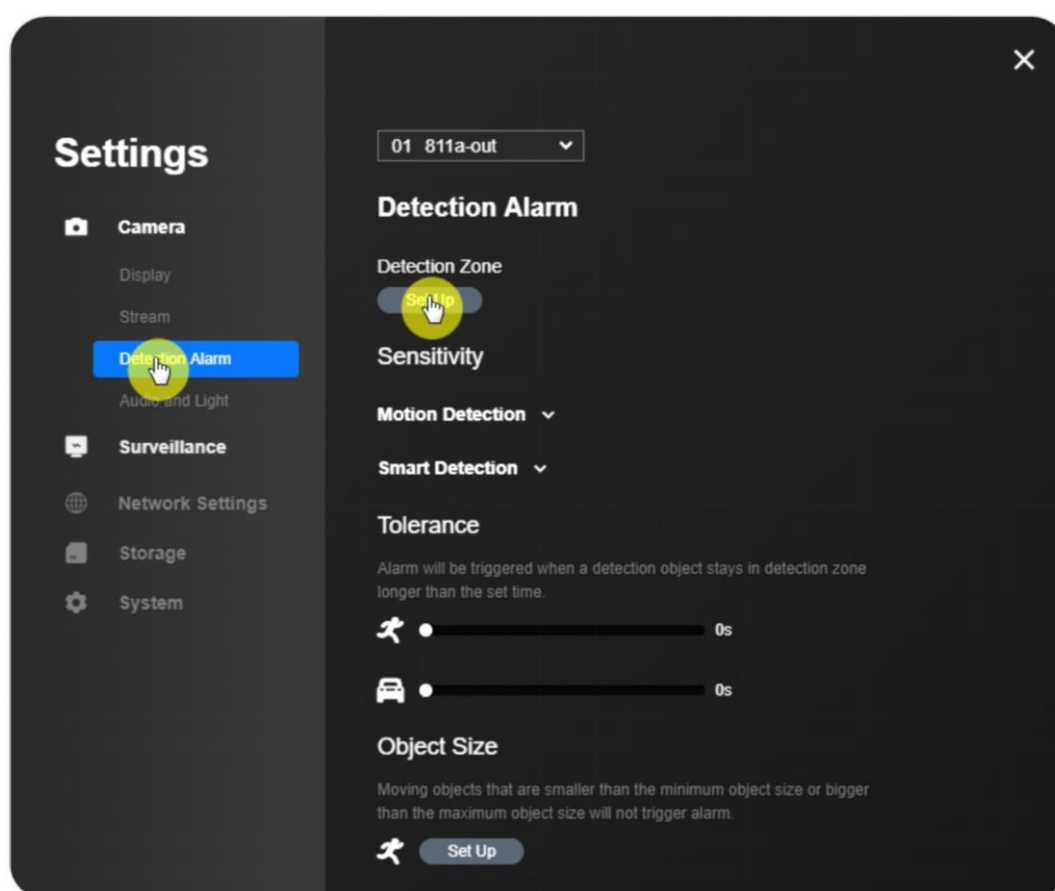 Settings
Camera
Display
Stream
Detection Alarm
Audio and Light
Surveillance
Network Settings
Storage
System
01 811a-out
Detection Alarm
Detection Zone
Set Up
Sensitivity
Motion Detection
Smart Detection
Tolerance
Alarm will be triggered when a detection object stays in detection zone
longer than the set time.
0s
0s
Object Size
Moving objects that are smaller than the minimum object size or bigger
than the maximum object size will not trigger alarm.
Set Up